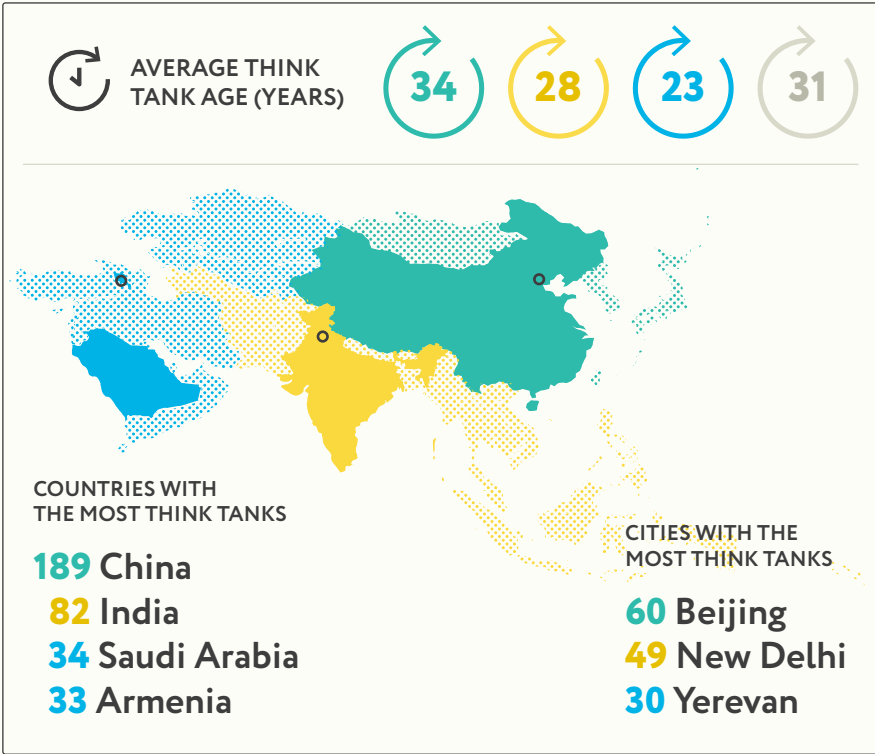 AVERAGE THINK
TANK AGE (YEARS)
34
28
23
31
COUNTRIES WITH
THE MOST THINK TANKS
189 China
82 India
34 Saudi Arabia
33 Armenia
CITIES WITH THE
MOST THINK TANKS
60 Beijing
49 New Delhi
30 Yerevan